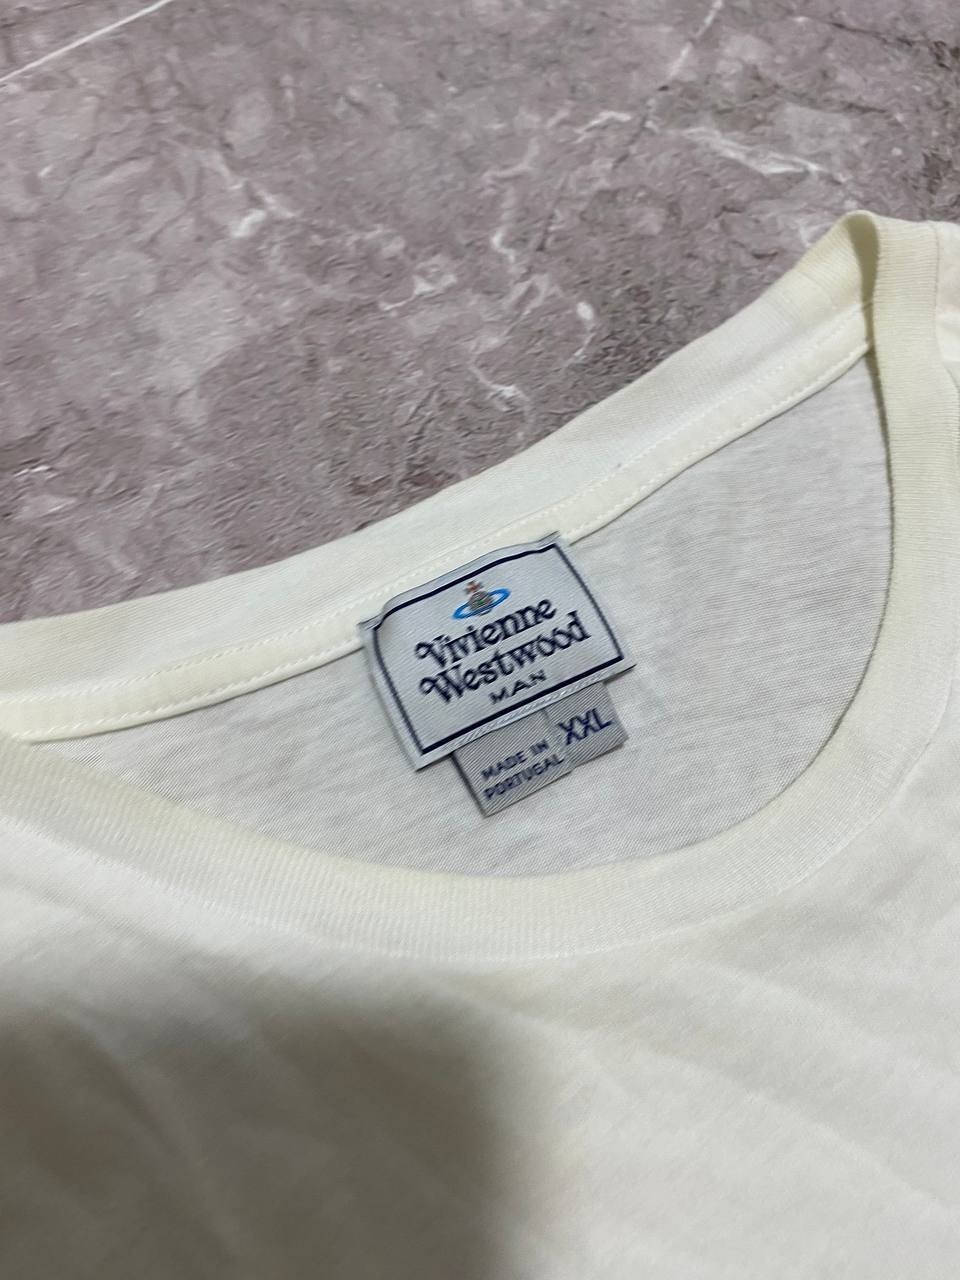 Vivienne
Westwood
MAN
XXL
MADE IN
PORTUGAL